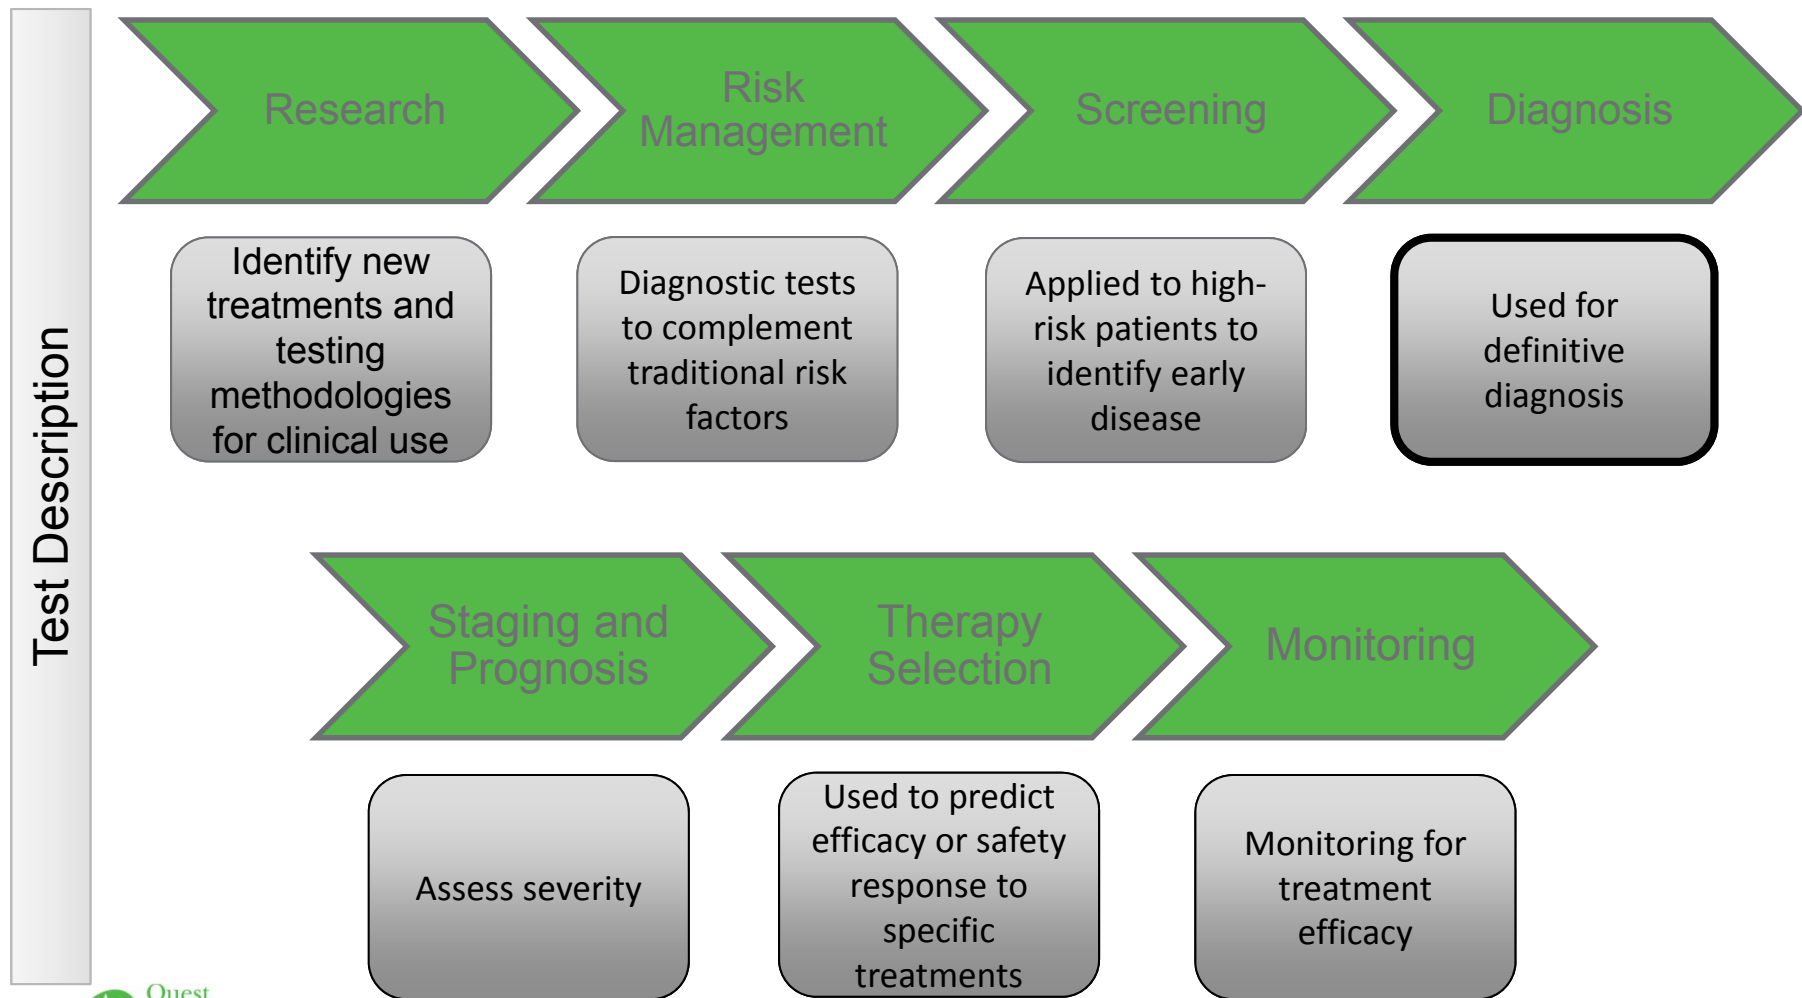 Test Description
Research
Risk
Management
Screening
Diagnosis
Identify new
treatments and
testing
methodologies
for clinical use
Diagnostic tests
to complement
traditional risk
factors
Applied to high-
risk patients to
identify early
disease
Used for
definitive
diagnosis
Staging and
Prognosis
Therapy
Selection
Monitoring
Assess severity
Used to predict
efficacy or safety
response to
specific
treatments
Monitoring for
treatment
efficacy
Quest